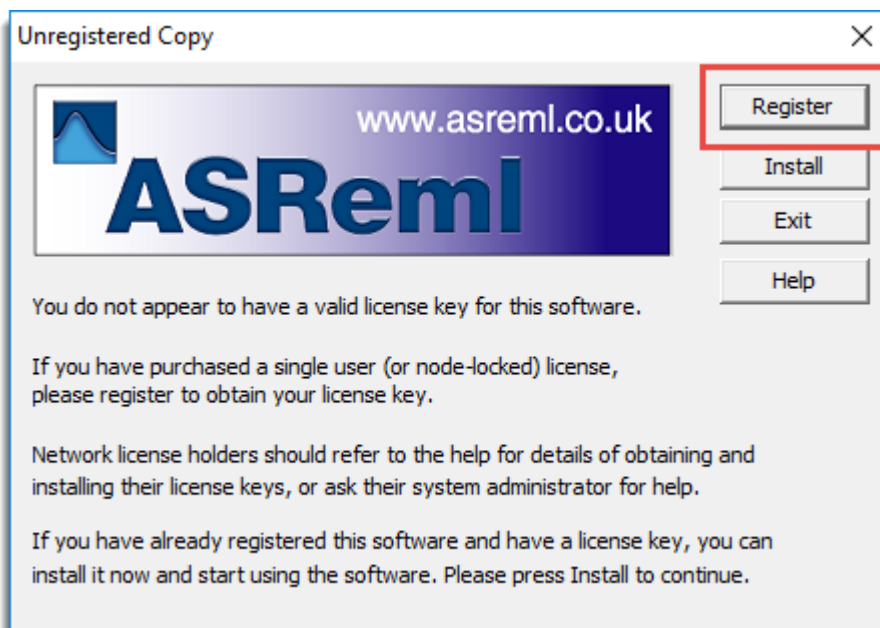 Unregistered Copy
www.asreml.co.uk
ASReml
Register
Install
Exit
Help
You do not appear to have a valid license key for this software.
If you have purchased a single user (or node-locked) license,
please register to obtain your license key.
Network license holders should refer to the help for details of obtaining and
installing their license keys, or ask their system administrator for help.
If you have already registered this software and have a license key, you can
install it now and start using the software. Please press Install to continue.